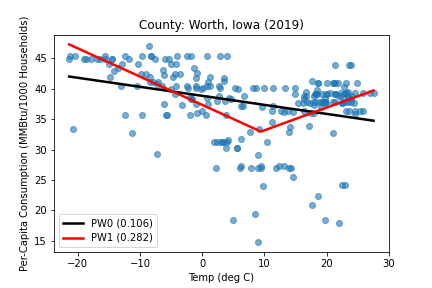 County: Worth, Iowa (2019)
Per-Capita Consumption (MMBtu/1000 Households)
45
40
35
30
25
20
15
PW0 (0.106)
PW1 (0.282)
−20
−10
0
10
20
30
Temp (deg C)